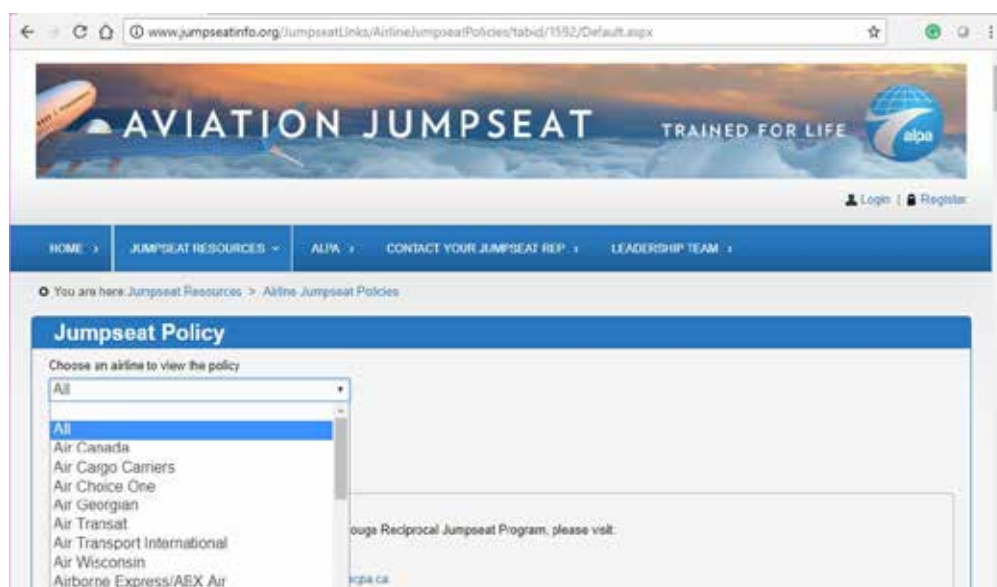 www.jumpseatinfo.org/JumpseatLinks/AirlineJumpseatPolicies/tabid/1592/Default.aspx
AVIATION JUMPSEAT
TRAINED FOR LIFE
alpa
Login | Register
HOME
JUMPSEAT RESOURCES
ALPA
CONTACT YOUR JUMPSEAT REP
LEADERSHIP TEAM
You are here: Jumpseat Resources > Airline Jumpseat Policies
Jumpseat Policy
Choose an airline to view the policy
All
All
Air Canada
Air Cargo Carriers
Air Choice One
Air Georgian
Air Transat
ouge Reciprocal Jumpseat Program, please visit:
Air Transport International
Air Wisconsin
Airborne Express/ABX Air